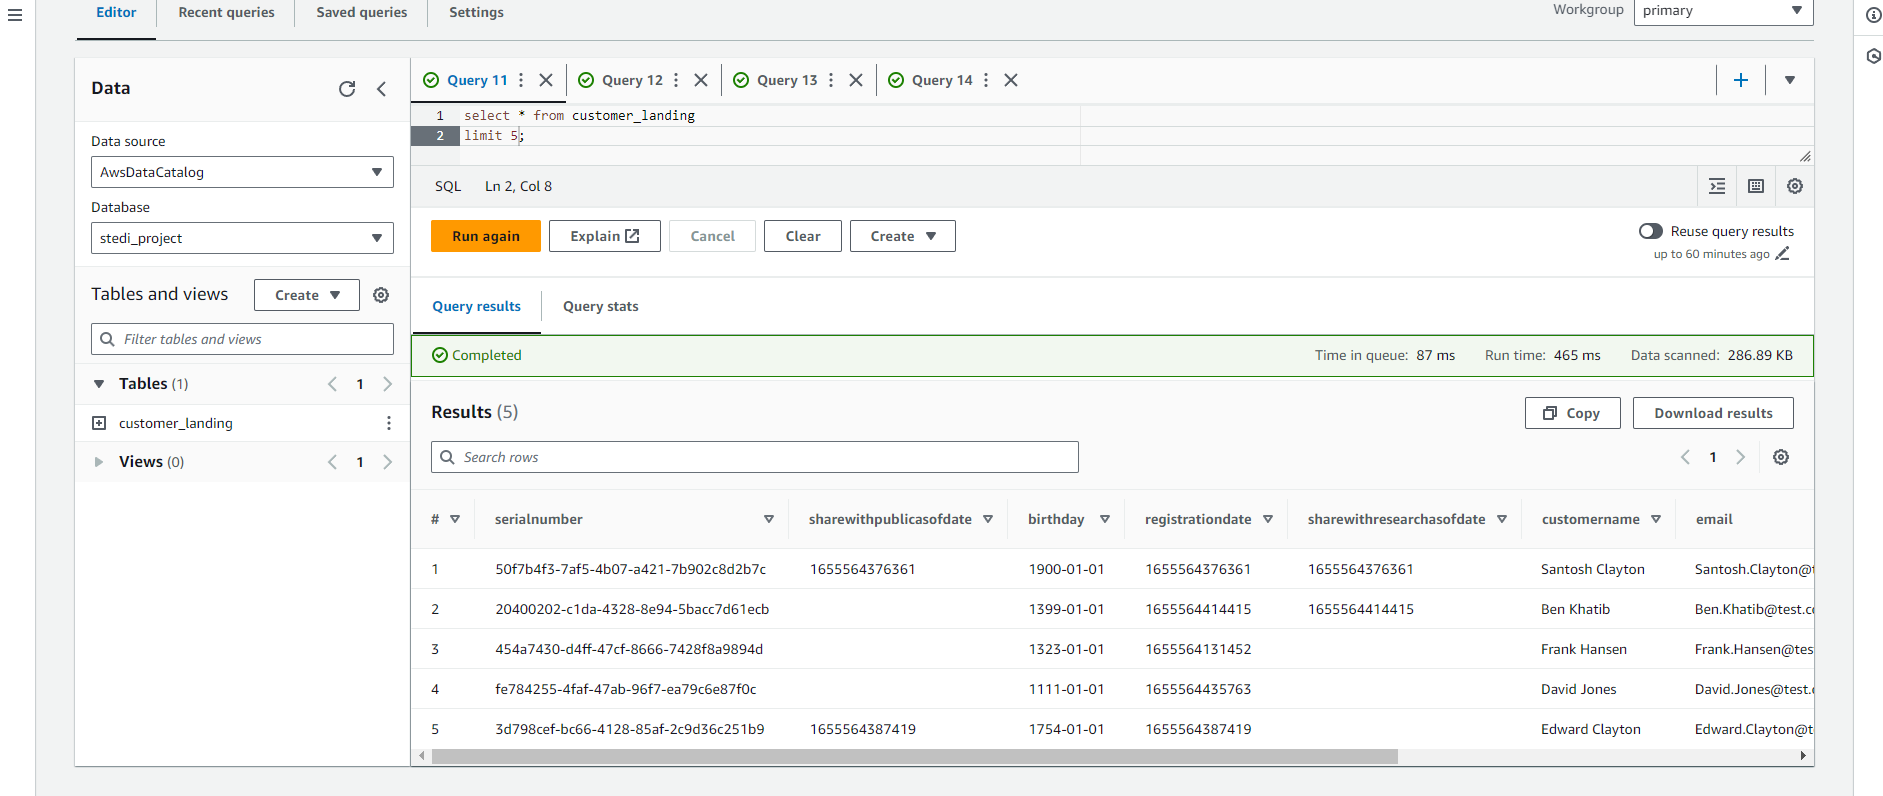 Editor Recent queries Saved queries Settings
Workgroup primary
Data
Data source
AwsDataCatalog
Database
stedi_project
Tables and views Create
Filter tables and views
Tables (1) 1
customer_landing
Views (0) 1
Query 11 Query 12 Query 13 Query 14
1 select * from customer_landing
2 limit 5;
SQL Ln 2, Col 8
Run again Explain Cancel Clear Create
Reuse query results
up to 60 minutes ago
Query results Query stats
Completed Time in queue: 87 ms Run time: 465 ms Data scanned: 286.89 KB
Results (5) Copy Download results
Search rows 1
# serialnumber sharewithpublicasofdate birthday registrationdate sharewithresearchasofdate customername email
1 50f7b4f3-7af5-4b07-a421-7b902c8d2b7c 1655564376361 1900-01-01 1655564376361 1655564376361 Santosh Clayton Santosh.Clayton@t
2 20400202-c1da-4328-8e94-5bacc7d61ecb 1399-01-01 1655564414415 1655564414415 Ben Khatib Ben.Khatib@test.co
3 454a7430-d4ff-47cf-8666-7428f8a9894d 1323-01-01 1655564131452 Frank Hansen Frank.Hansen@tes
4 fe784255-4faf-47ab-96f7-ea79c6e87f0c 1111-01-01 1655564435763 David Jones David.Jones@test.c
5 3d798cef-bc66-4128-85af-2c9d36c251b9 1655564387419 1754-01-01 1655564387419 Edward Clayton Edward.Clayton@t